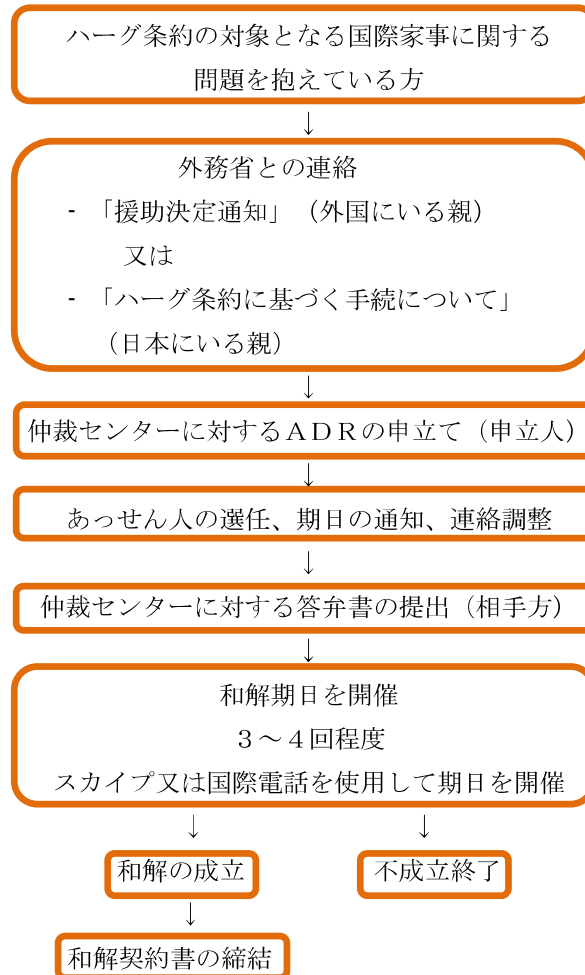 ハーグ条約の対象となる国際家事に関する
問題を抱えている方
↓
外務省との連絡
- 「援助決定通知」（外国にいる親）
又は
- 「ハーグ条約に基づく手続について」
（日本にいる親）
↓
仲裁センターに対するＡＤＲの申立て（申立人）
↓
あっせん人の選任、期日の通知、連絡調整
↓
仲裁センターに対する答弁書の提出（相手方）
↓
和解期日を開催
３～４回程度
スカイプ又は国際電話を使用して期日を開催
↓ ↓
和解の成立 不成立終了
↓
和解契約書の締結